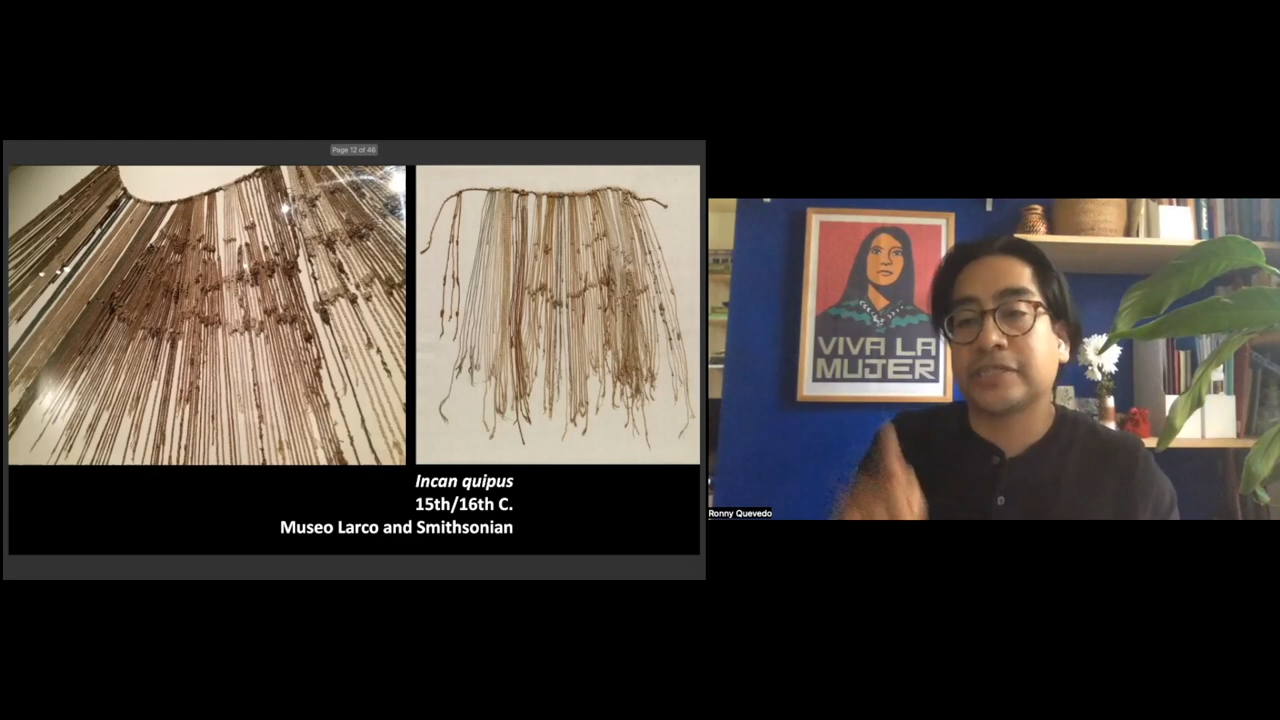 Page 12 of 46
Incan quipus
15th/16th C.
Museo Larco and Smithsonian
VIVA LA
MUJER
Ronny Quevedo